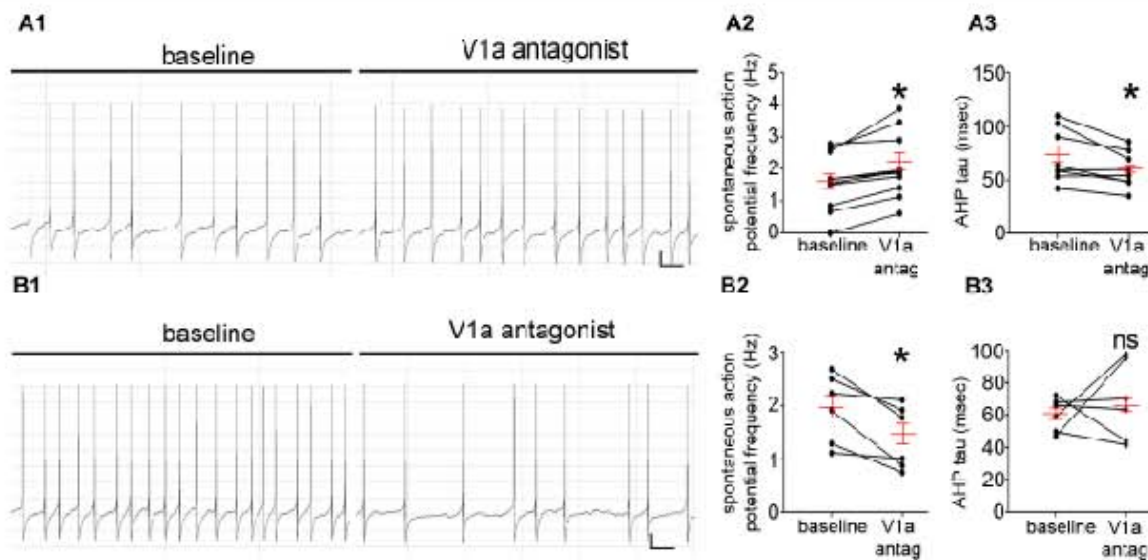 A1
baseline
V1a antagonist
A2
spontaneous action
potential frecuency (Hz)
5
4
3
2
1
0
*
baseline V1a
antag
A3
AHP tau (msec)
150
100
50
0
*
baseline V1a
antag
B1
baseline
V1a antagonist
B2
spontaneous action
potential frequency (Hz)
3
2
1
0
*
baseline V1a
antag
B3
AHP tau (msec)
100
80
60
40
20
0
ns
baseline V1a
antag